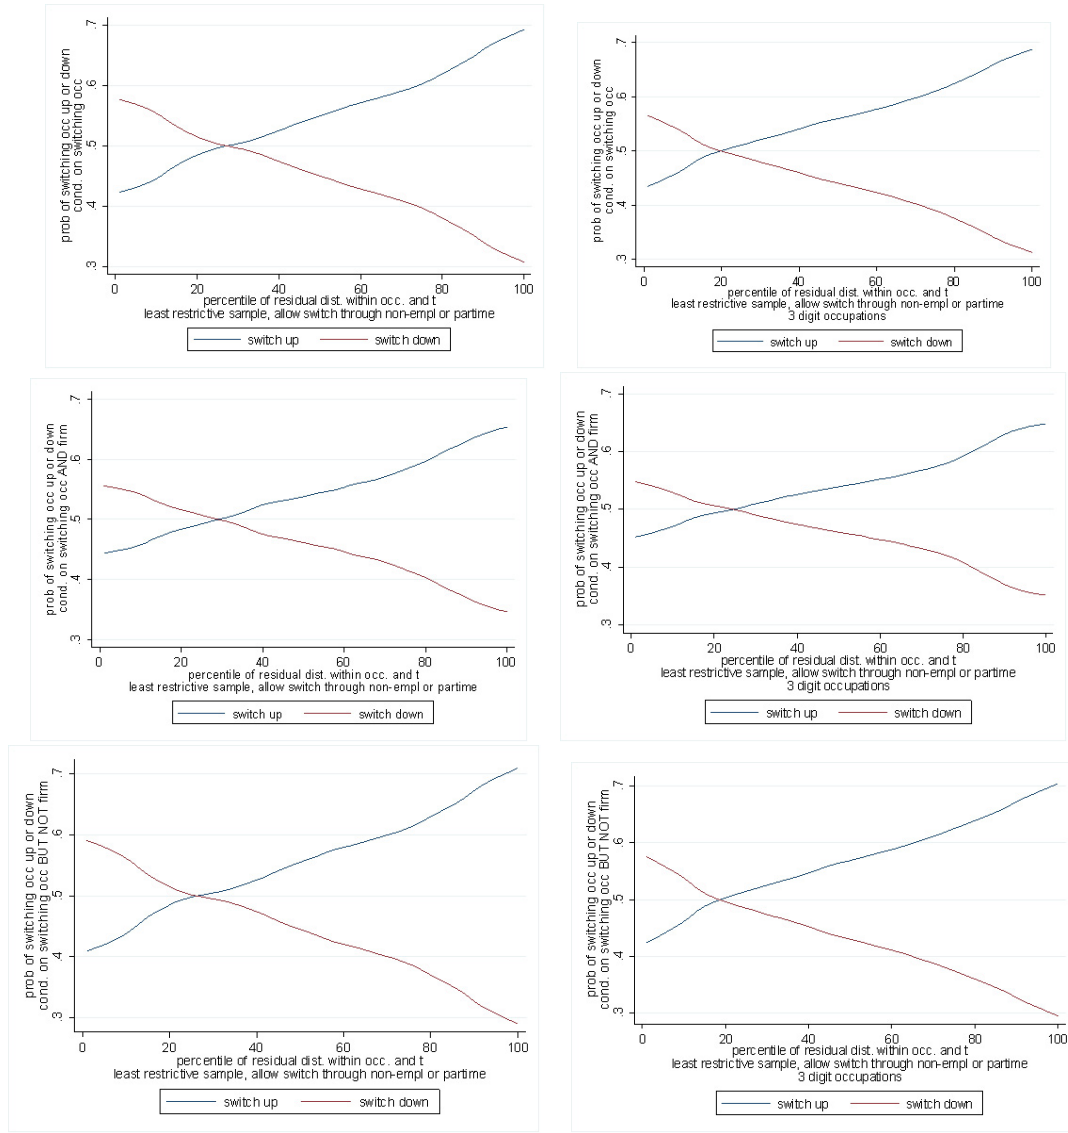 prob of switching occ up or down
cond. on switching occ
.7
.6
.5
.4
.3
0 20 40 60 80 100
percentile of residual dist. within occ. and t
least restrictive sample, allow switch through non-empl or partime
switch up switch down
prob of switching occ up or down
cond. on switching occ
.7
.6
.5
.4
.3
0 20 40 60 80 100
percentile of residual dist. within occ. and t
least restrictive sample, allow switch through non-empl or partime
3 digit occupations
switch up switch down
prob of switching occ up or down
cond. on switching occ AND firm
.7
.6
.5
.4
.3
0 20 40 60 80 100
percentile of residual dist. within occ. and t
least restrictive sample, allow switch through non-empl or partime
switch up switch down
prob of switching occ up or down
cond. on switching occ AND firm
.7
.6
.5
.4
.3
0 20 40 60 80 100
percentile of residual dist. within occ. and t
least restrictive sample, allow switch through non-empl or partime
3 digit occupations
switch up switch down
prob of switching occ up or down
cond. on switching occ BUT NOT firm
.7
.6
.5
.4
.3
0 20 40 60 80 100
percentile of residual dist. within occ. and t
least restrictive sample, allow switch through non-empl or partime
switch up switch down
prob of switching occ up or down
cond. on switching occ BUT NOT firm
.7
.6
.5
.4
.3
0 20 40 60 80 100
percentile of residual dist. within occ. and t
least restrictive sample, allow switch through non-empl or partime
3 digit occupations
switch up switch down